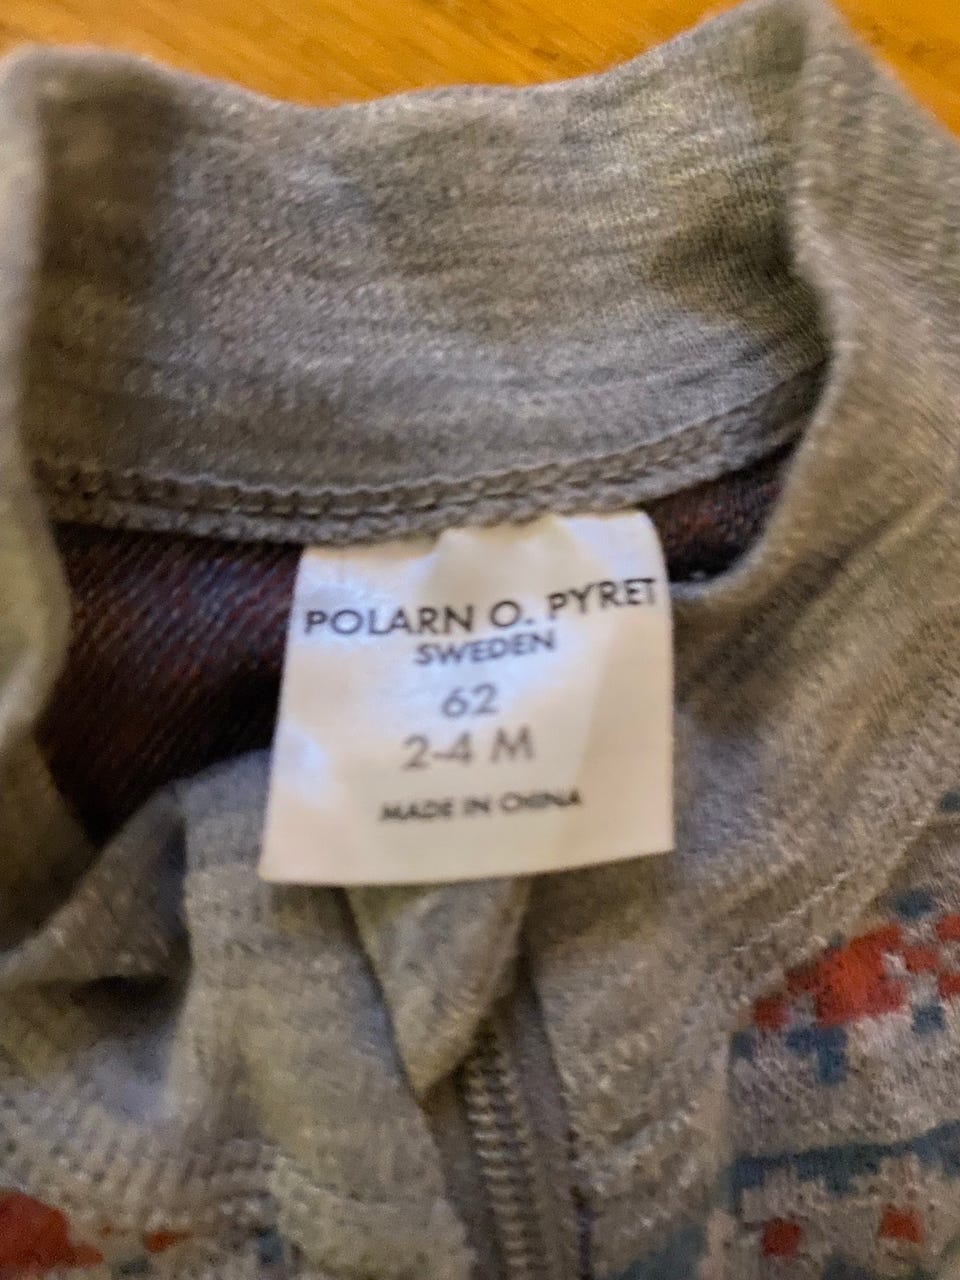 POLARN O. PYRET
SWEDEN
62
2-4 M
MADE IN CHINA